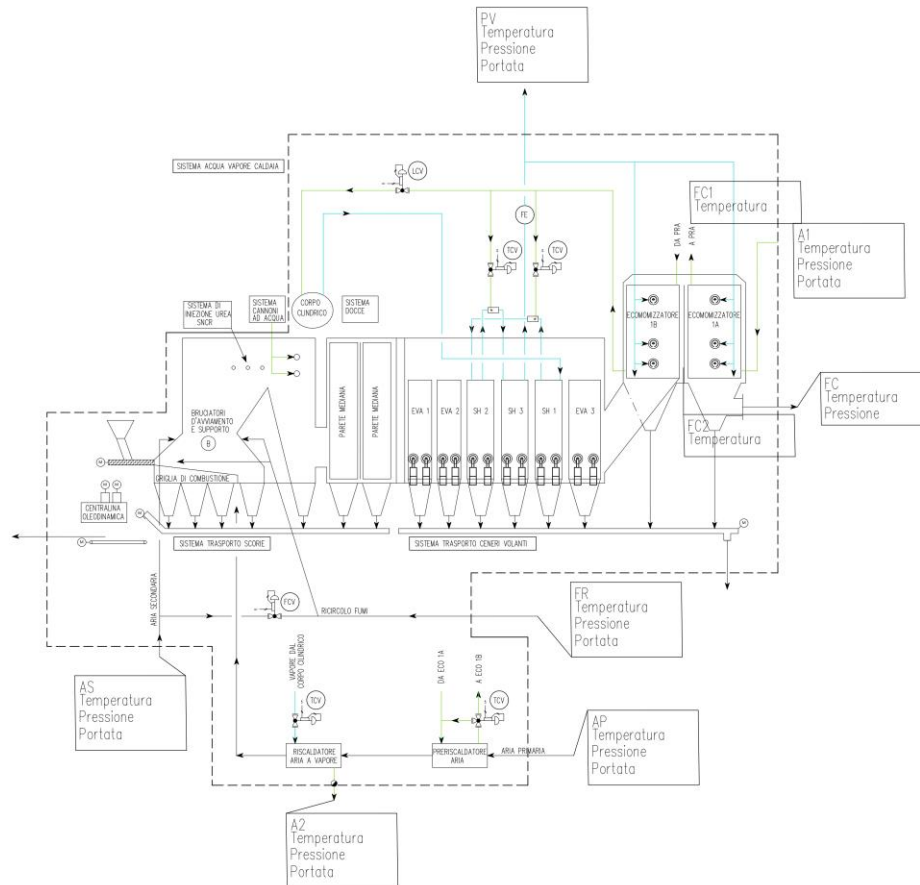 PV
Temperatura
Pressione
Portata
SISTEMA ACQUA VAPORE CALDAIA
LCV
FE
TCV
TCV
FC1
Temperatura
DA PRA
A PRA
A1
Temperatura
Pressione
Portata
SISTEMA DI
INIEZIONE UREA
SNCR
SISTEMA
CANNONI
AD ACQUA
CORPO
CILINDRICO
SISTEMA
DOCCE
ECOMOMIZZATORE
1B
ECOMOMIZZATORE
1A
BRUCIATORI
D'AVVIAMENTO
E SUPPORTO
B
PARETE MEDIANA
PARETE MEDIANA
EVA 1
EVA 2
SH 2
SH 3
SH 1
EVA 3
FC
Temperatura
Pressione
FC2
Temperatura
M
GRIGLIA DI COMBUSTIONE
M
M
CENTRALINA
OLEODINAMICA
M
M
M
SISTEMA TRASPORTO SCORIE
SISTEMA TRASPORTO CENERI VOLANTI
ARIA SECONDARIA
FCV
RICIRCOLO FUMI
FR
Temperatura
Pressione
Portata
VAPORE DAL
CORPO CILINDRICO
DA ECO 1A
A ECO 1B
TCV
TCV
AS
Temperatura
Pressione
Portata
RISCALDATORE
ARIA A VAPORE
PRERISCALDATORE
ARIA
ARIA PRIMARIA
AP
Temperatura
Pressione
Portata
A2
Temperatura
Pressione
Portata